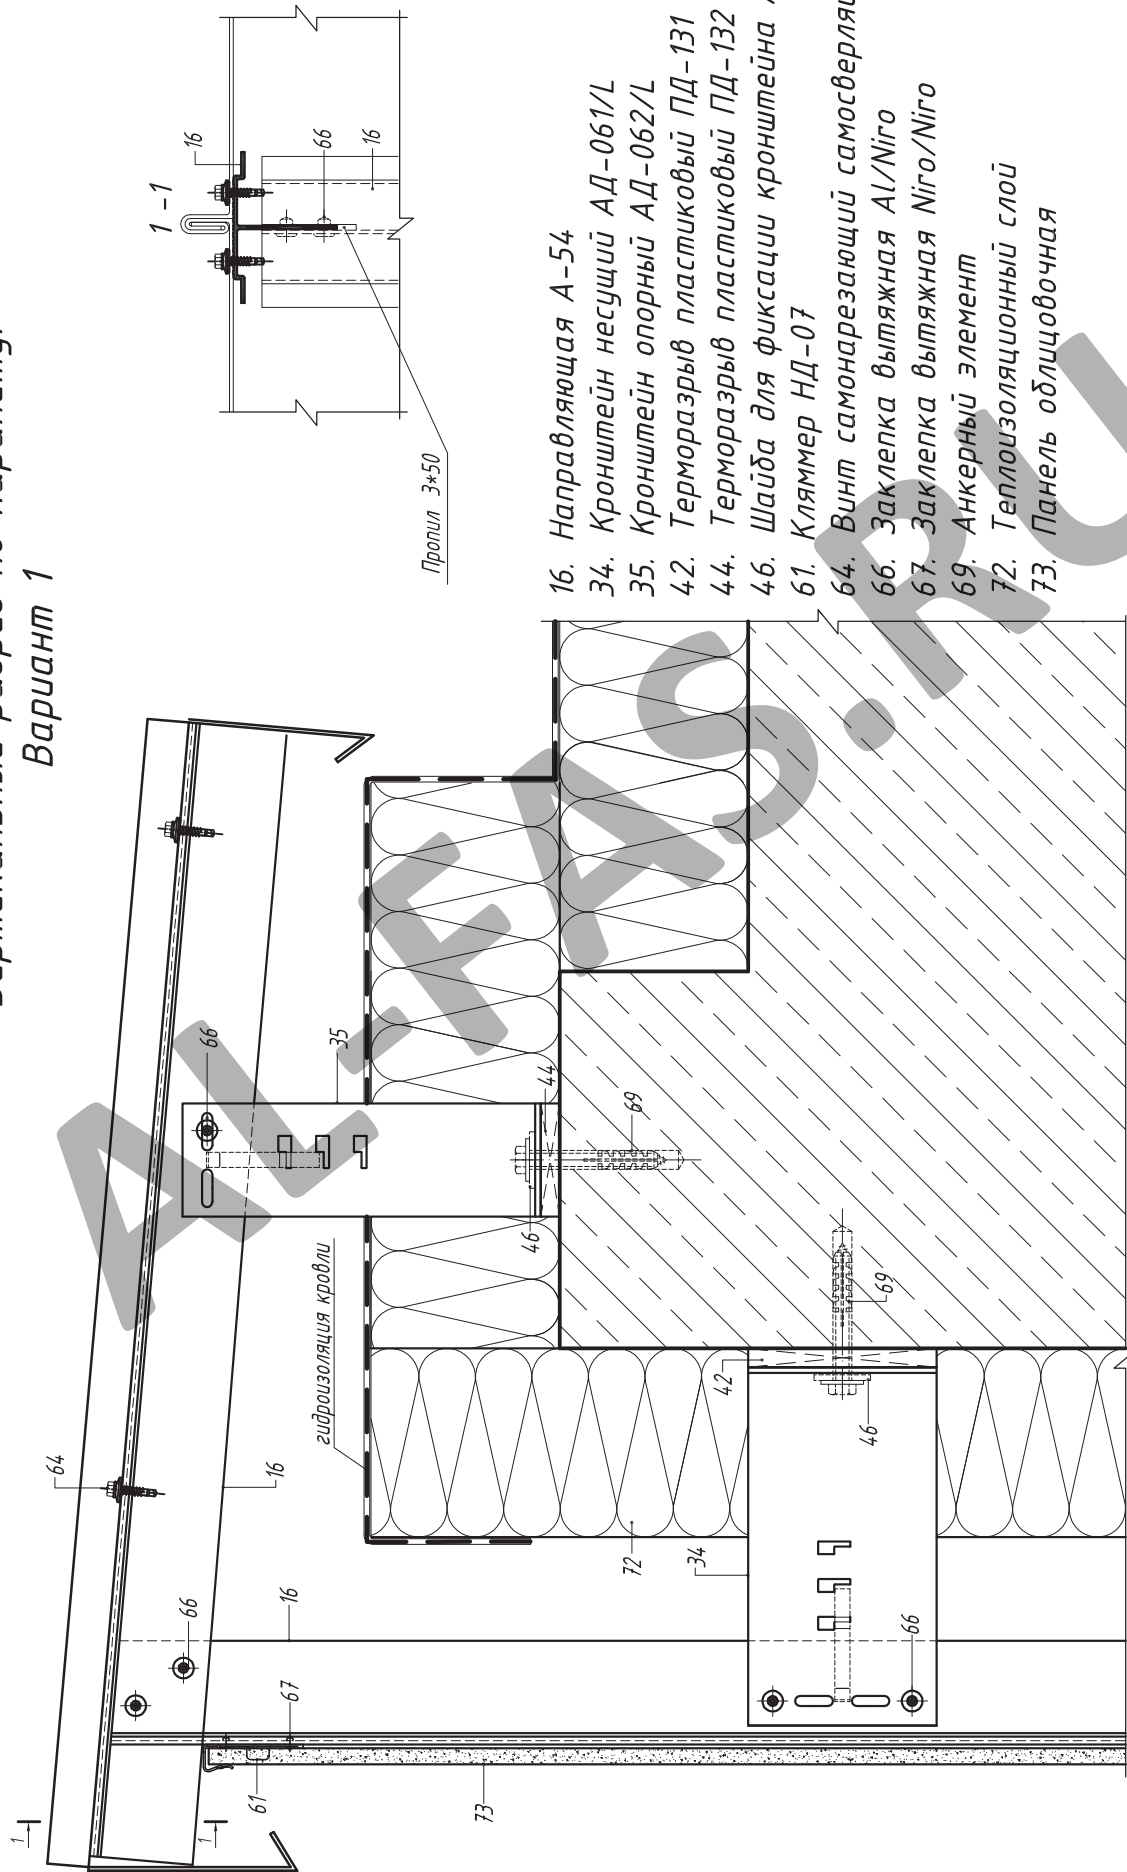 Вариант 1
1-1
16
66
16
Пропил 3*50
16. Направляющая А-54
34. Кронштейн несущий АД-061/L
35. Кронштейн опорный АД-062/L
42. Терморазрыв пластиковый ПД-131
44. Терморазрыв пластиковый ПД-132
46. Шайба для фиксации кронштейна
61. Кляммер НД-07
64. Винт самонарезающий
66. Заклепка вытяжная Al/Niro
67. Заклепка вытяжная Niro/Niro
69. Анкерный элемент
72. Теплоизоляционный слой
73. Панель облицовочная
64
16
66
16
67
61
73
1
1
гидроизоляция кровли
66
35
44
46
69
42
69
46
72
34
66
AL-FAS.RU